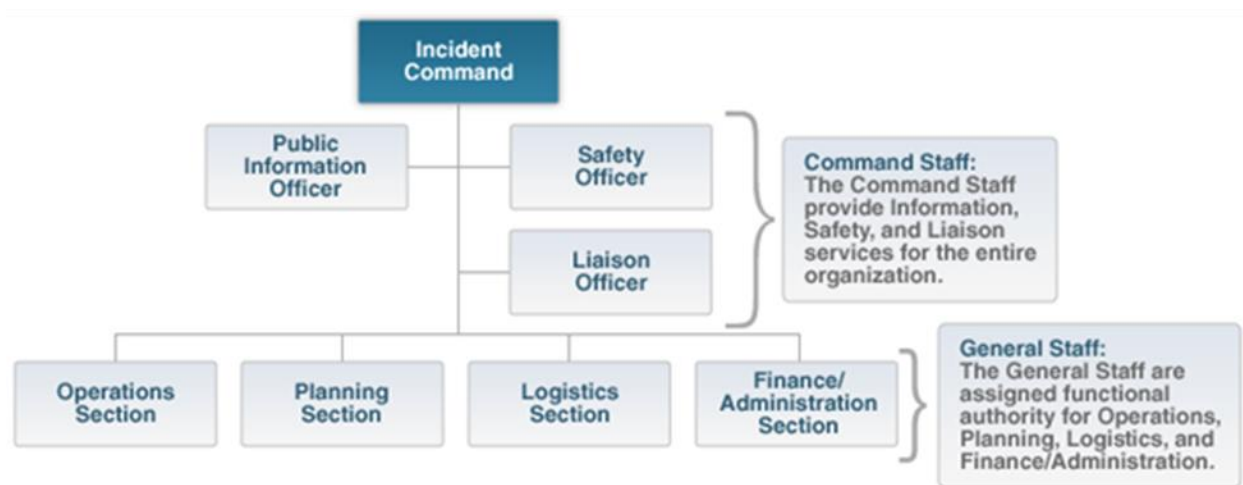 Incident
Command
Public
Information
Officer
Safety
Officer
Liaison
Officer
Command Staff:
The Command Staff
provide Information,
Safety, and Liaison
services for the entire
organization.
Operations
Section
Planning
Section
Logistics
Section
Finance/
Administration
Section
General Staff:
The General Staff are
assigned functional
authority for Operations,
Planning, Logistics, and
Finance/Administration.